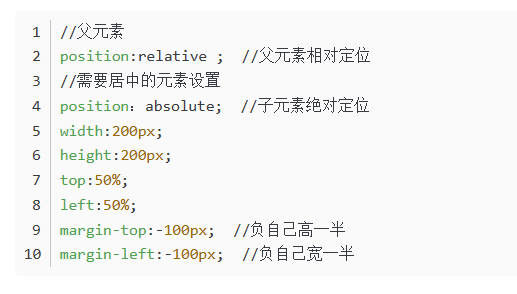 1 //父元素
2 position:relative ;  //父元素相对定位
3 //需要居中的元素设置
4 position：absolute;  //子元素绝对定位
5 width:200px;
6 height:200px;
7 top:50%;
8 left:50%;
9 margin-top:-100px;  //负自己高一半
10 margin-left:-100px;  //负自己宽一半